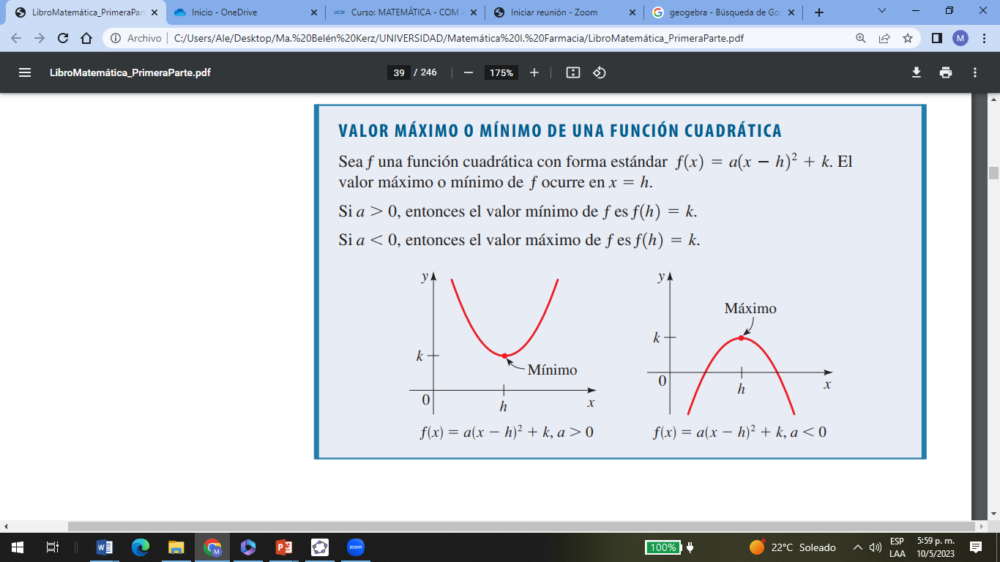 LibroMatemática_PrimeraPar
Inicio - OneDrive
UCSF Curso: MATEMÁTICA - COM A
Iniciar reunión - Zoom
geogebra - Búsqueda de Goo
Archivo
C:/Users/Ale/Desktop/Ma.%20Belén%20Kerz/UNIVERSIDAD/Matemática%20I.%20Farmacia/LibroMatemática_PrimeraParte.pdf
M
LibroMatemática_PrimeraParte.pdf
39 / 246
175%
VALOR MÁXIMO O MÍNIMO DE UNA FUNCIÓN CUADRÁTICA
Sea f una función cuadrática con forma estándar f(x) = a(x − h)² + k. El
valor máximo o mínimo de f ocurre en x = h.
Si a > 0, entonces el valor mínimo de f es f(h) = k.
Si a < 0, entonces el valor máximo de f es f(h) = k.
y
k
Mínimo
0
h
x
f(x) = a(x − h)² + k, a > 0
y
Máximo
k
0
h
x
f(x) = a(x − h)² + k, a < 0
M
zoom
100%
22°C Soleado
ESP
LAA
5:59 p. m.
10/5/2023